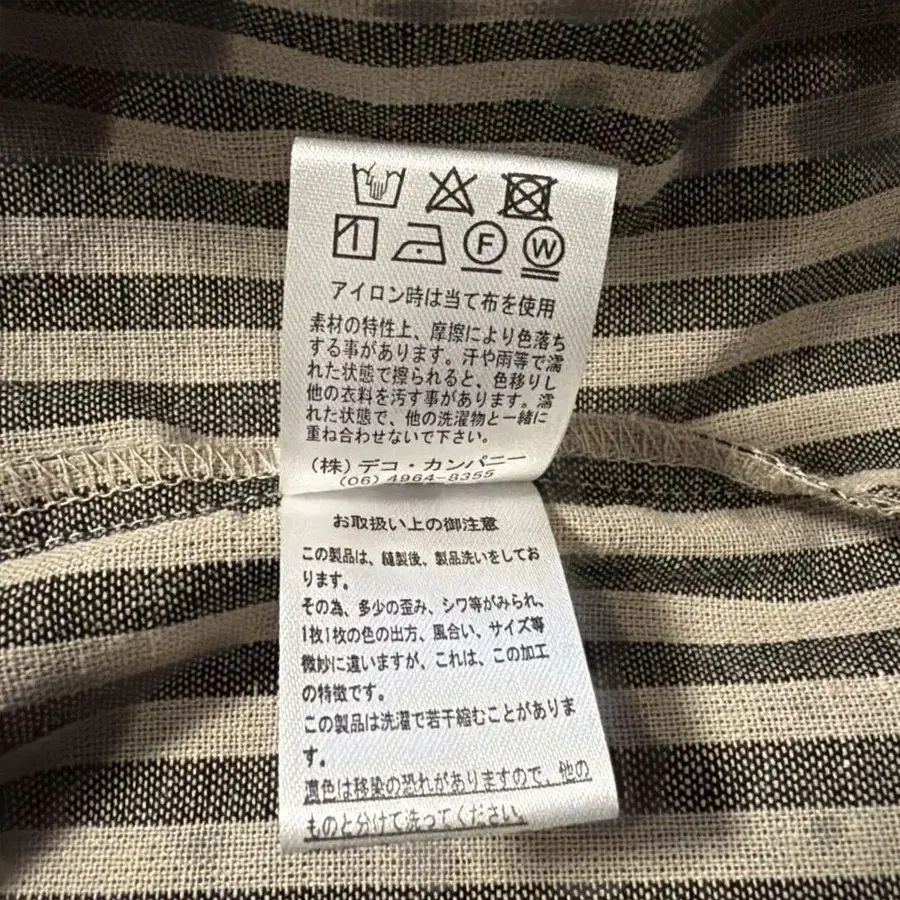 F W
アイロン時は当て布を使用
素材の特性上、摩擦により色落ち
する事があります。汗や雨等で濡
れた状態で擦られると、色移りし
他の衣料を汚す事があります。濡
れた状態で、他の洗濯物と一緒に
重ね合わせないで下さい。
(株)デコ・カンパニー
(06)4964-8355
お取扱い上の御注意
この製品は、縫製後、製品洗いをしてお
ります。
その為、多少の歪み、シワ等がみられ、
1枚1枚の色の出方、風合い、サイズ等
微妙に違いますが、これは、この加工
の特徴です。
この製品は洗濯で若干縮むことがありま
す。
濃色は移染の恐れがありますので、他の
ものと分けて洗ってください。